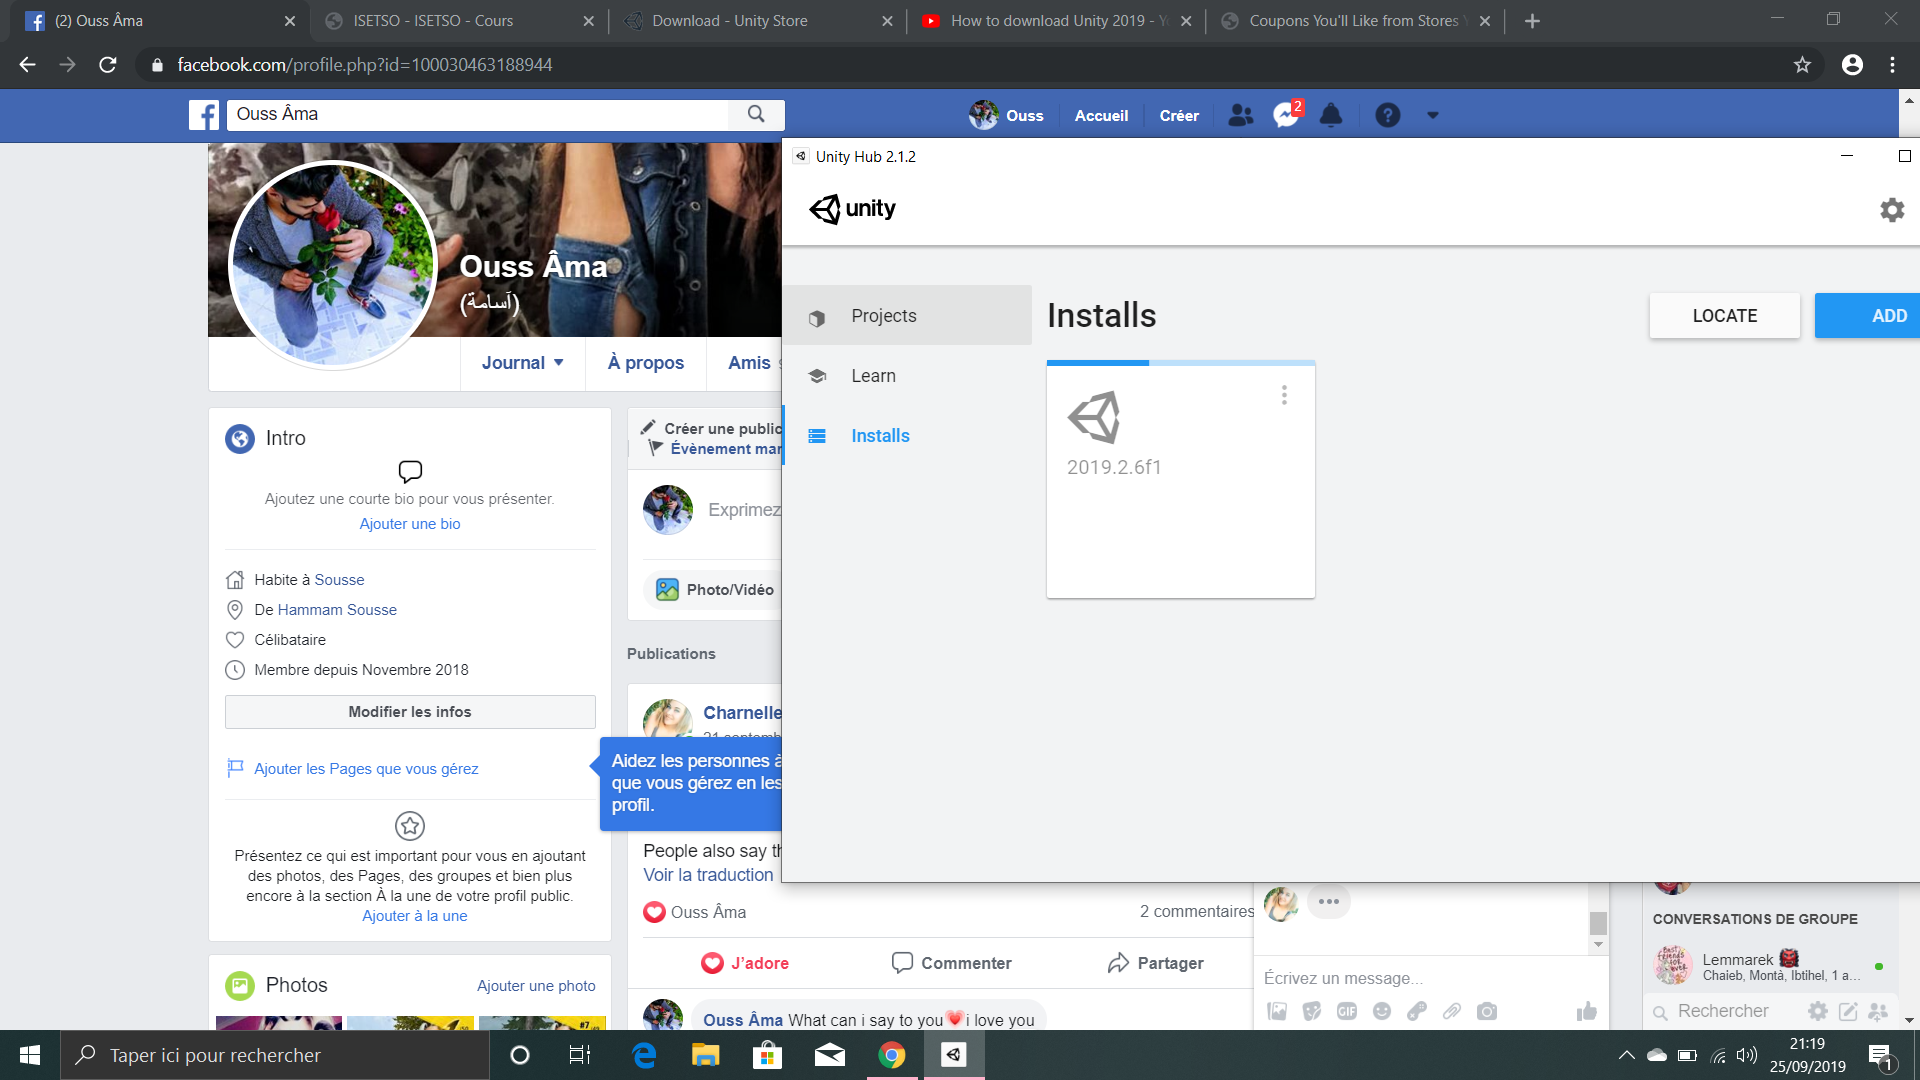 (2) Ouss Âma
ISETSO - ISETSO - Cours
Download - Unity Store
How to download Unity 2019 - Y
Coupons You'll Like from Stores
facebook.com/profile.php?id=100030463188944
Ouss Âma
Ouss
Accueil
Créer
2
Unity Hub 2.1.2
unity
Ouss Âma
(آسامة)
Journal
À propos
Amis
Projects
Learn
Installs
Installs
LOCATE
ADD
2019.2.6f1
Intro
Ajoutez une courte bio pour vous présenter.
Ajouter une bio
Habite à Sousse
De Hammam Sousse
Célibataire
Membre depuis Novembre 2018
Modifier les infos
Ajouter les Pages que vous gérez
Présentez ce qui est important pour vous en ajoutant
des photos, des Pages, des groupes et bien plus
encore à la section À la une de votre profil public.
Ajouter à la une
Photos
Ajouter une photo
#7
Créer une public
Évènement mar
Exprimez
Photo/Vidéo
Publications
Charnelle
21 septemb
Aidez les personnes à
que vous gérez en les
profil.
People also say th
Voir la traduction
Ouss Âma
2 commentaires
J'adore
Commenter
Partager
Ouss Âma What can i say to you❤i love you
Écrivez un message...
GIF
CONVERSATIONS DE GROUPE
Lemmarek
Chaieb, Montà, Ibtihel, 1 a...
Rechercher
Taper ici pour rechercher
21:19
25/09/2019
1